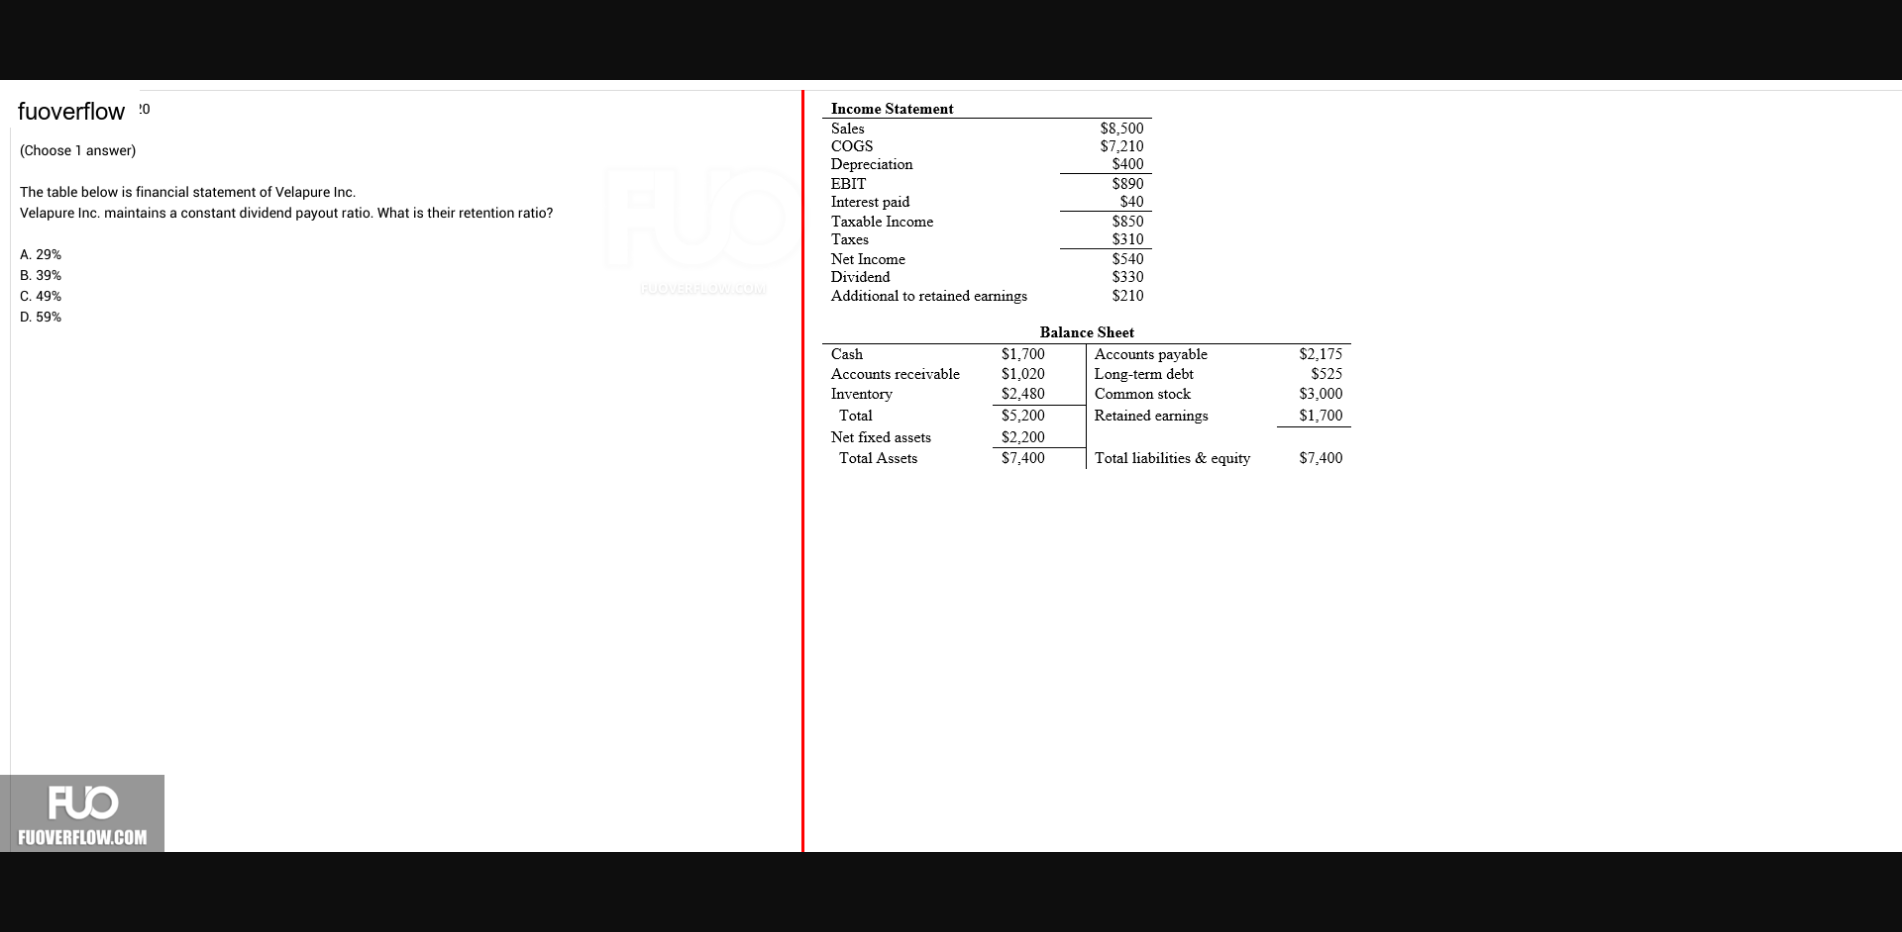 fuoverflow
(Choose 1 answer)
The table below is financial statement of Velapure Inc.
Velapure Inc. maintains a constant dividend payout ratio. What is their retention ratio?
A. 29%
B. 39%
C. 49%
D. 59%
FUO
FUOVERFLOW.COM
FUO
FUOVERFLOW.COM
Income Statement
Sales $8,500
COGS $7,210
Depreciation $400
EBIT $890
Interest paid $40
Taxable Income $850
Taxes $310
Net Income $540
Dividend $330
Additional to retained earnings $210
Balance Sheet
Cash $1,700 Accounts payable $2,175
Accounts receivable $1,020 Long-term debt $525
Inventory $2,480 Common stock $3,000
Total $5,200 Retained earnings $1,700
Net fixed assets $2,200
Total Assets $7,400 Total liabilities & equity $7,400